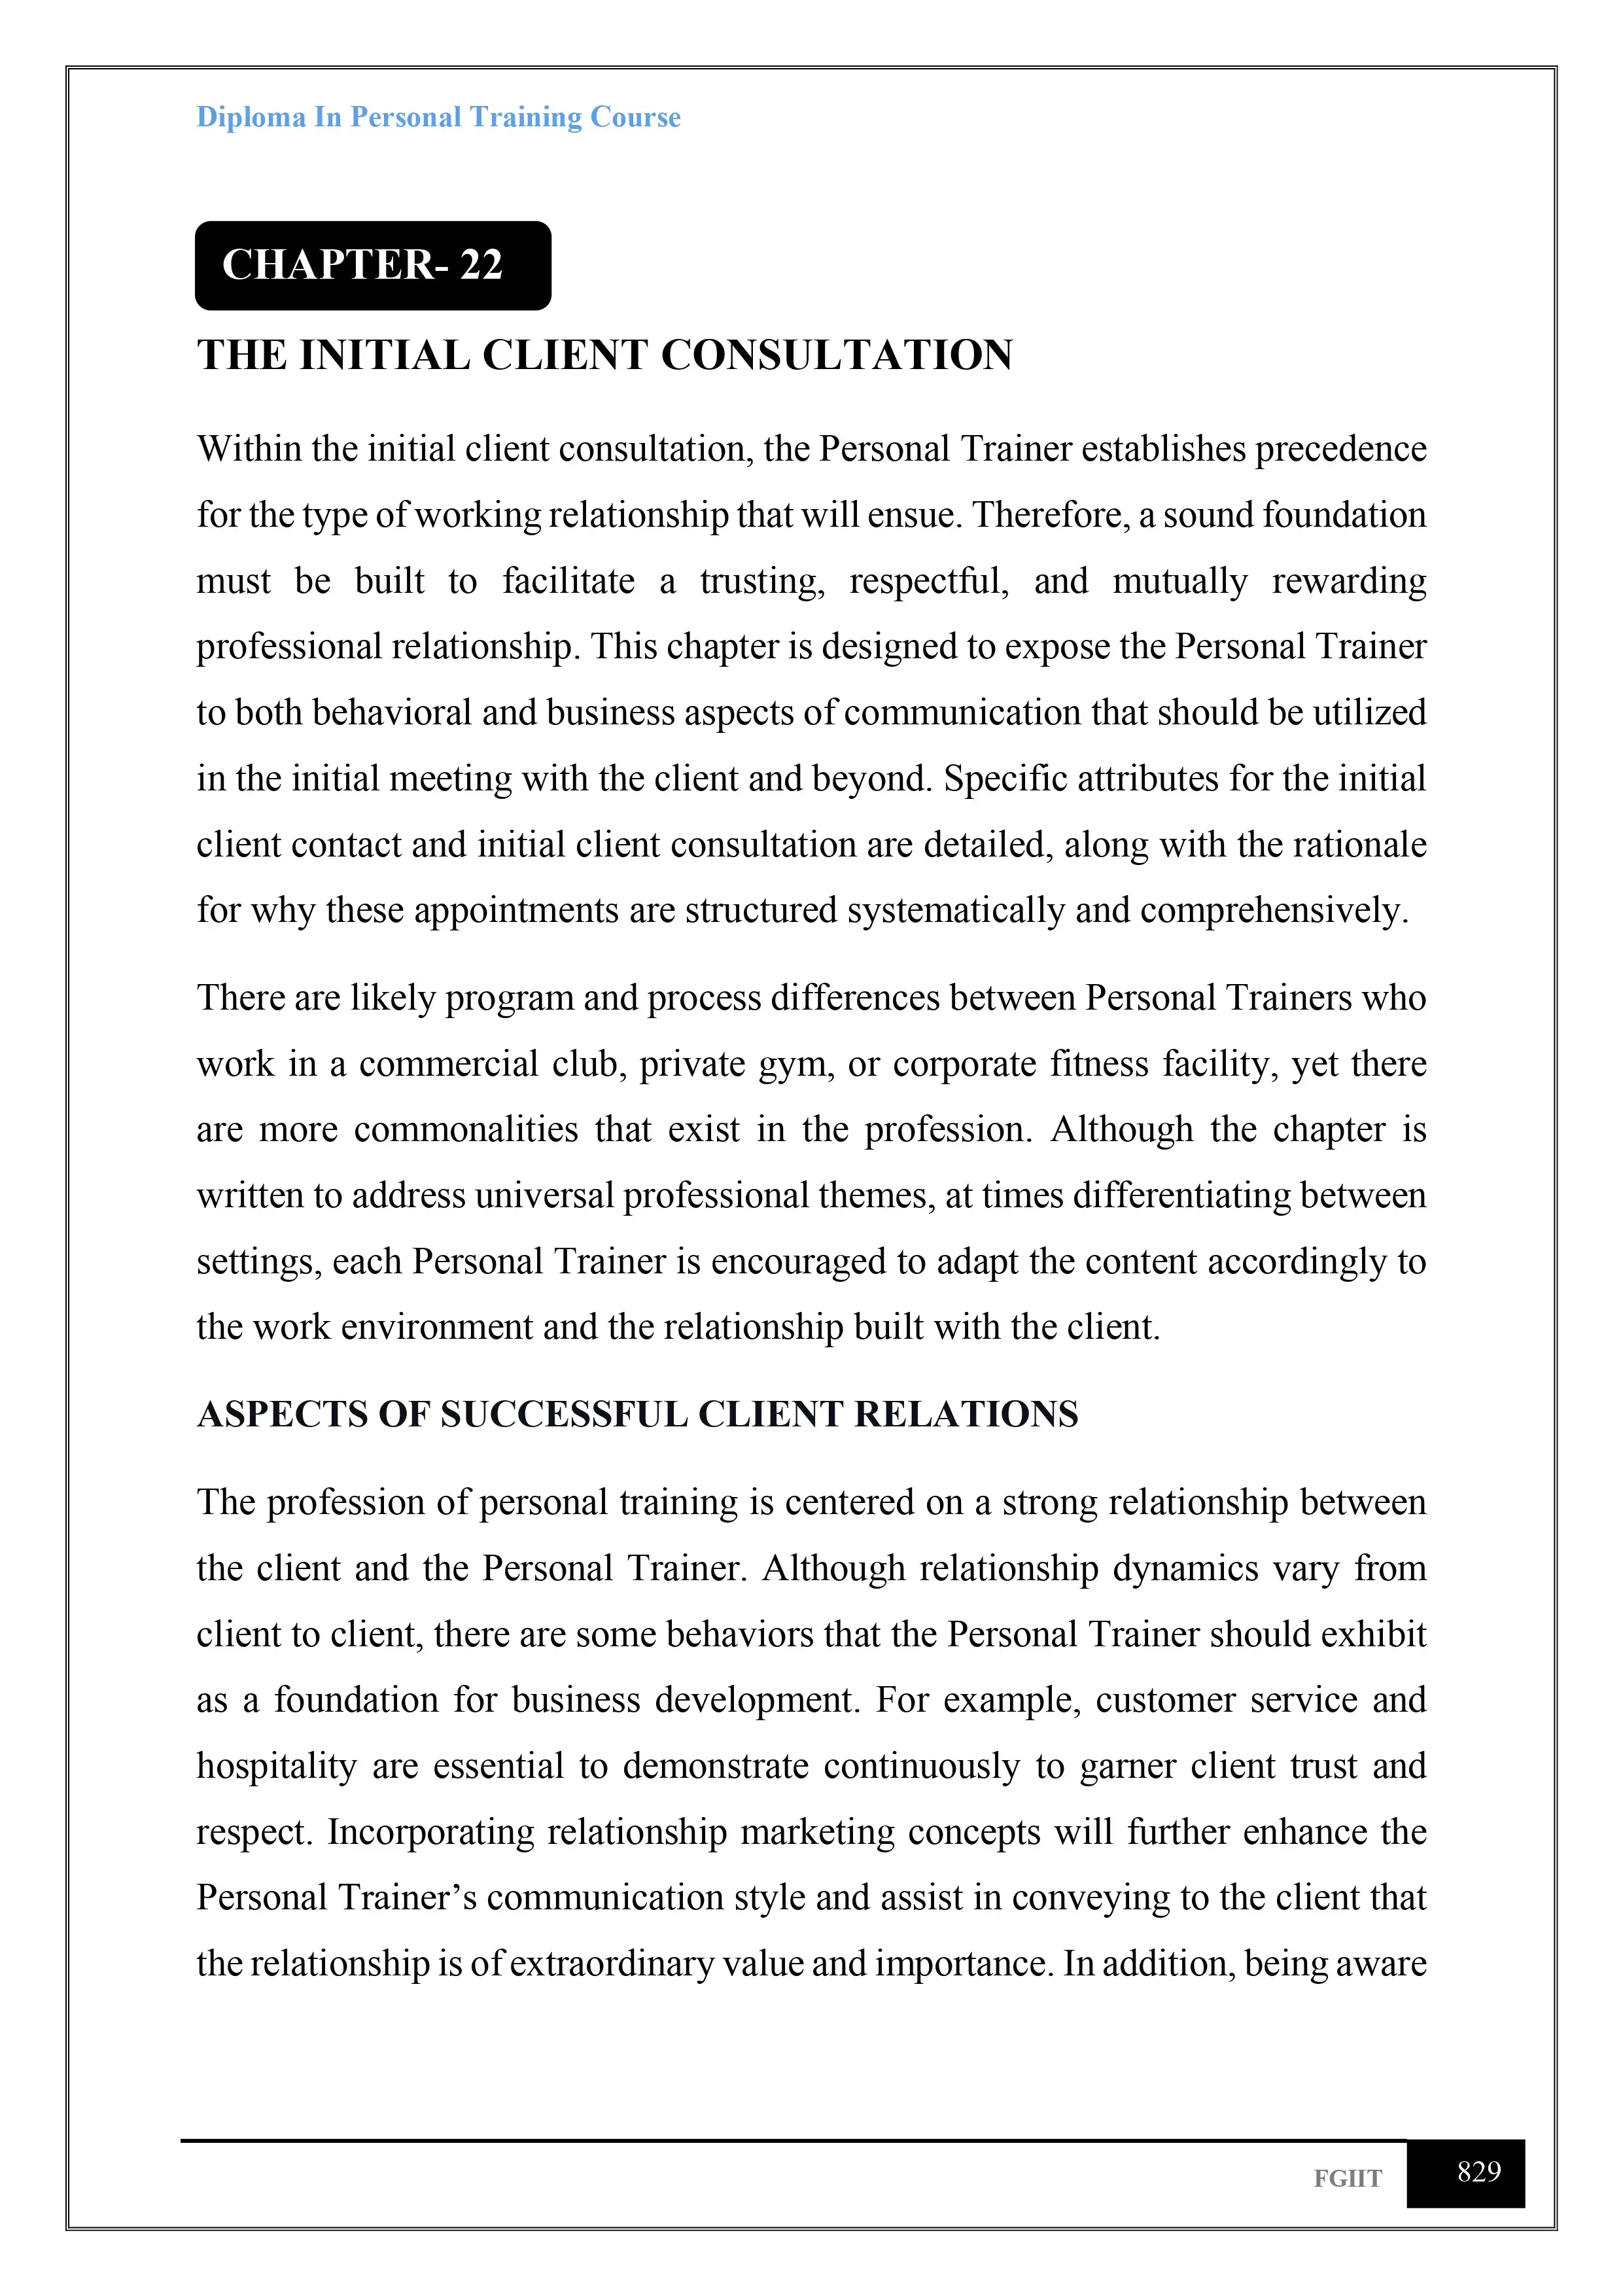 Diploma In Personal Training Course
CHAPTER- 22
THE INITIAL CLIENT CONSULTATION
Within the initial client consultation, the Personal Trainer establishes precedence
for the type of working relationship that will ensue. Therefore, a sound foundation
must be built to facilitate a trusting, respectful, and mutually rewarding
professional relationship. This chapter is designed to expose the Personal Trainer
to both behavioral and business aspects of communication that should be utilized
in the initial meeting with the client and beyond. Specific attributes for the initial
client contact and initial client consultation are detailed, along with the rationale
for why these appointments are structured systematically and comprehensively.
There are likely program and process differences between Personal Trainers who
work in a commercial club, private gym, or corporate fitness facility, yet there
are more commonalities that exist in the profession. Although the chapter is
written to address universal professional themes, at times differentiating between
settings, each Personal Trainer is encouraged to adapt the content accordingly to
the work environment and the relationship built with the client.
ASPECTS OF SUCCESSFUL CLIENT RELATIONS
The profession of personal training is centered on a strong relationship between
the client and the Personal Trainer. Although relationship dynamics vary from
client to client, there are some behaviors that the Personal Trainer should exhibit
as a foundation for business development. For example, customer service and
hospitality are essential to demonstrate continuously to garner client trust and
respect. Incorporating relationship marketing concepts will further enhance the
Personal Trainer’s communication style and assist in conveying to the client that
the relationship is of extraordinary value and importance. In addition, being aware
FGIIT
829